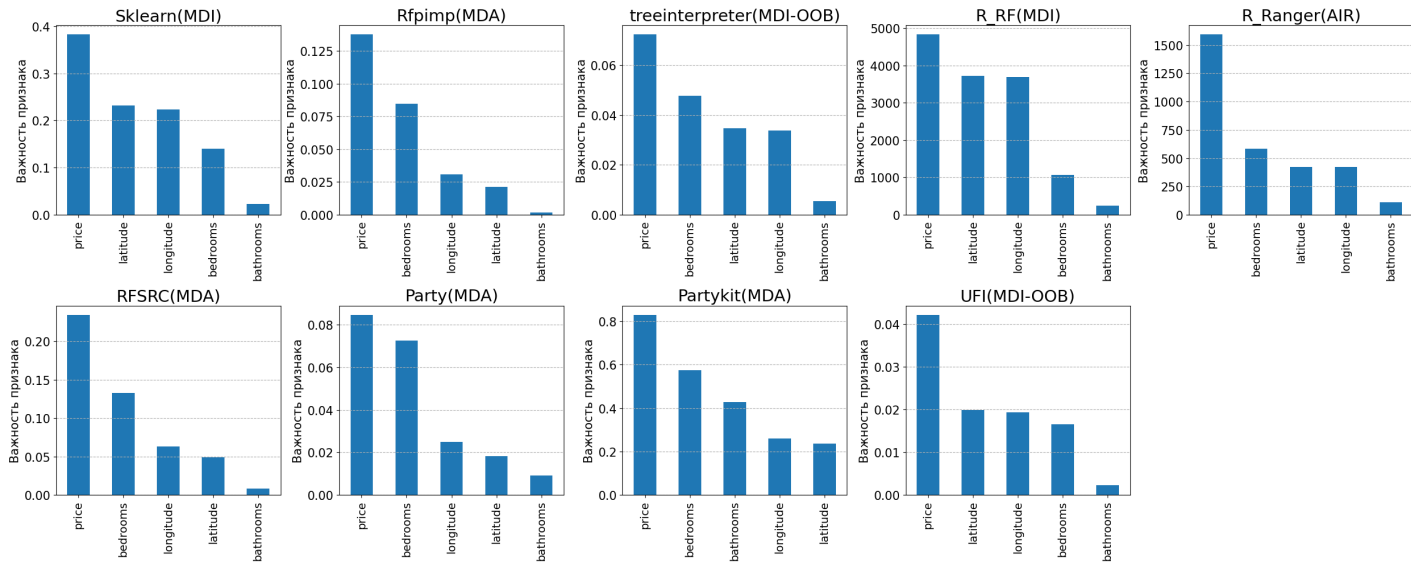 Sklearn(MDI)
Важность признака
0.4
0.3
0.2
0.1
0.0
price
latitude
longitude
bedrooms
bathrooms
Rfpimp(MDA)
Важность признака
0.125
0.100
0.075
0.050
0.025
0.000
price
bedrooms
longitude
latitude
bathrooms
treeinterpreter(MDI-OOB)
Важность признака
0.06
0.04
0.02
0.00
price
bedrooms
latitude
longitude
bathrooms
R_RF(MDI)
Важность признака
5000
4000
3000
2000
1000
0
price
latitude
longitude
bedrooms
bathrooms
R_Ranger(AIR)
Важность признака
1500
1250
1000
750
500
250
0
price
bedrooms
latitude
longitude
bathrooms
RFSRC(MDA)
Важность признака
0.20
0.15
0.10
0.05
0.00
price
bedrooms
longitude
latitude
bathrooms
Party(MDA)
Важность признака
0.08
0.06
0.04
0.02
0.00
price
bedrooms
longitude
latitude
bathrooms
Partykit(MDA)
Важность признака
0.8
0.6
0.4
0.2
0.0
price
bedrooms
longitude
latitude
bathrooms
UFI(MDI-OOB)
Важность признака
0.04
0.03
0.02
0.01
0.00
price
latitude
longitude
bedrooms
bathrooms